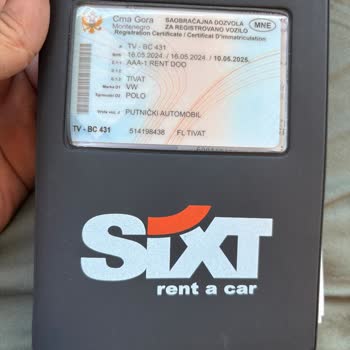 Crna Gora
Montenegro
SAOBRAĆAJNA DOZVOLA
ZA REGISTROVANO VOZILO
Registration Certificate / Certificat D'immatriculation
MNE
A TV - BC 431
16.05.2024. / 16.05.2024. / 10.05.2025.
AAA-1 RENT DOO
TIVAT
Marka D1 VW
POLO
PUTNIČKI AUTOMOBIL
TV - BC 431 514198438 FL TIVAT
SIXT
rent a car